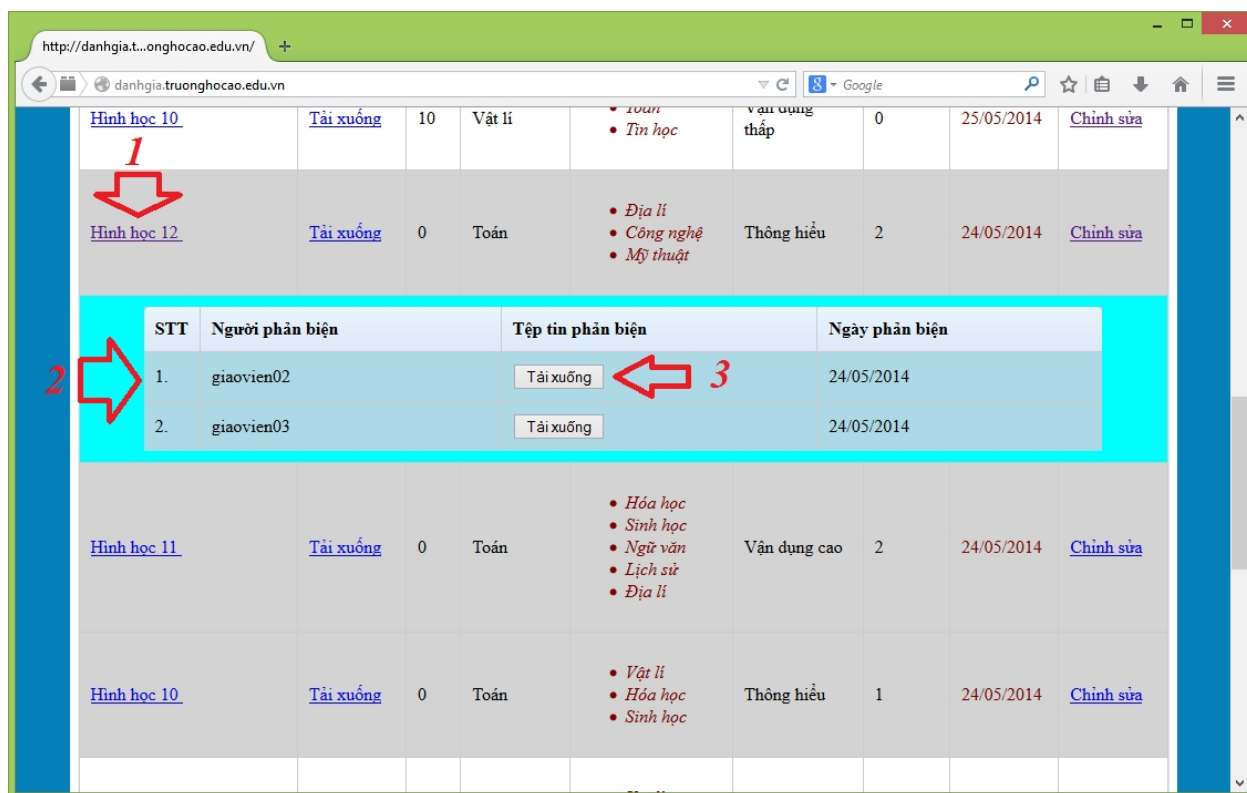 http://danhgia.t...onghocao.edu.vn/ +
danhgia.truonghocao.edu.vn 8 Google
Hình học 10 Tải xuống 10 Vật lí Toán Vận dụng 0 25/05/2014 Chỉnh sửa
Tin học thấp
1
Địa lí
Hình học 12 Tải xuống 0 Toán Công nghệ Thông hiểu 2 24/05/2014 Chỉnh sửa
Mỹ thuật
STT Người phản biện Tệp tin phản biện Ngày phản biện
2 1. giaovien02 Tải xuống 3 24/05/2014
2. giaovien03 Tải xuống 24/05/2014
Hóa học
Sinh học
Hình học 11 Tải xuống 0 Toán Ngữ văn Vận dụng cao 2 24/05/2014 Chỉnh sửa
Lịch sử
Địa lí
Vật lí
Hình học 10 Tải xuống 0 Toán Hóa học Thông hiểu 1 24/05/2014 Chỉnh sửa
Sinh học